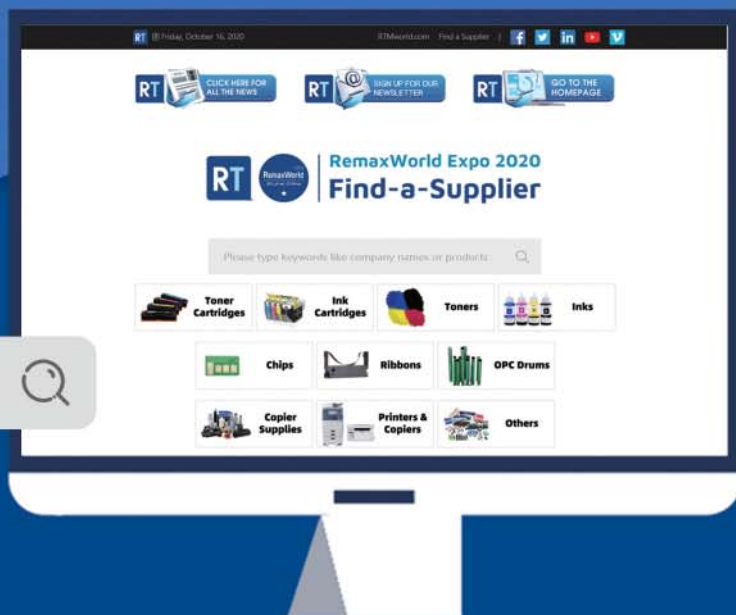 RT Friday, October 16, 2020
RTMworld.com Find a Supplier |
RT CLICK HERE FOR
ALL THE NEWS
RT SIGN UP FOR OUR
NEWSLETTER
RT GO TO THE
HOMEPAGE
RT RemaxWorld
RemaxWorld Expo 2020
Find-a-Supplier
Please type keywords like company names or products
Toner
Cartridges
Ink
Cartridges
Toners
Inks
Chips
Ribbons
OPC Drums
Copier
Supplies
Printers &
Copiers
Others